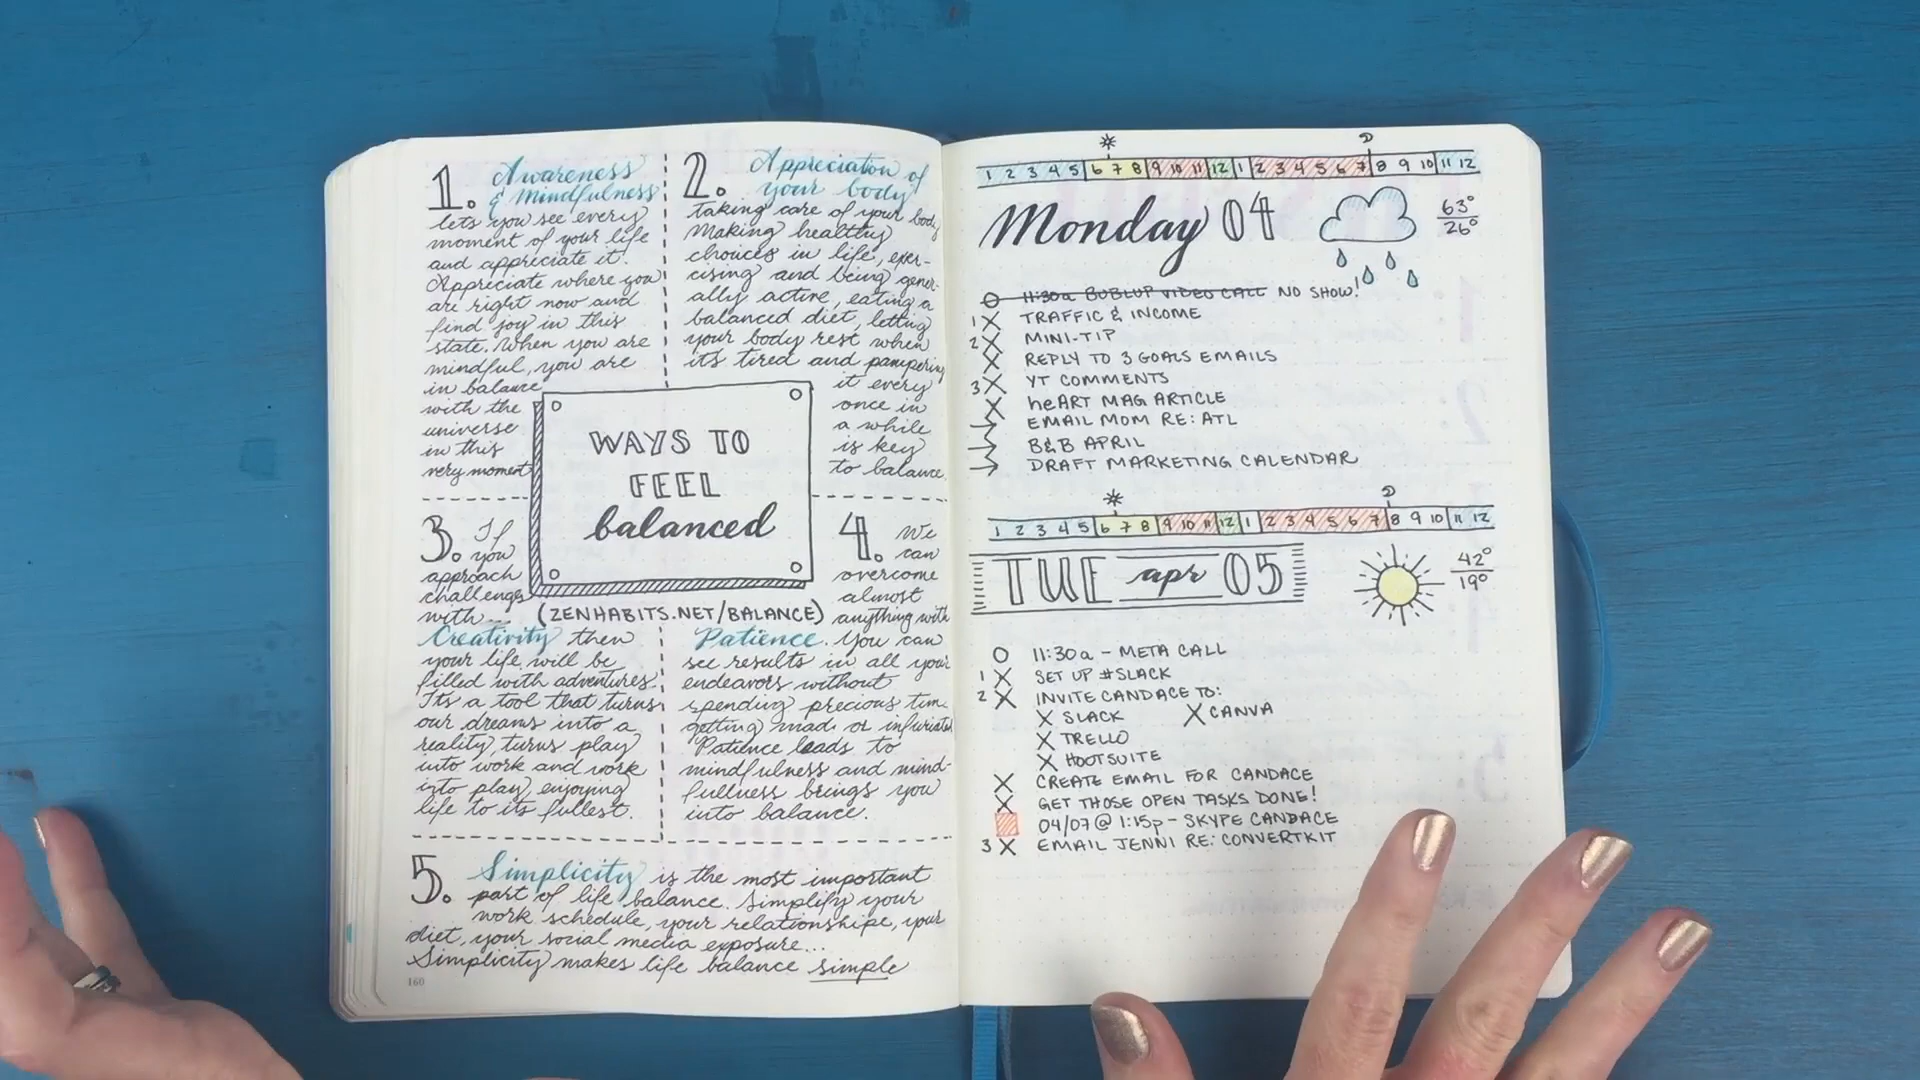 1. Awareness
& Mindfulness
lets you see every
moment of your life
and appreciate it.
Appreciate where you
are right now and
find joy in this
state. When you are
mindful, you are
in balance
with the
universe
in this
very moment
2. Appreciation of
your body
taking care of your body
making healthy
choices in life, exer-
cising and being gener-
ally active, eating a
balanced diet, letting
your body rest when
it's tired and pampering
it every
once in
a while
is key
to balance.
WAYS TO
FEEL
balanced
(ZENHABITS.NET/BALANCE)
3. If
you
approach
challenges
with...
Creativity then
your life will be
filled with adventures.
It's a tool that turns
our dreams into a
reality, turns play
into work and work
into play, enjoying
life to its fullest.
4. We
can
overcome
almost
anything with
Patience. You can
see results in all your
endeavors without
spending precious time
getting mad or infuriated
Patience leads to
mindfulness and mind-
fullness brings you
into balance.
5. Simplicity is the most important
part of life balance. Simplify your
work schedule, your relationships, your
diet, your social media exposure...
Simplicity makes life balance simple
160
1 2 3 4 5 6 7 8 9 10 11 12 1 2 3 4 5 6 7 8 9 10 11 12
Monday 04
63°
26°
11:30a BUBLUP VIDEO CALL NO SHOW!
1 X TRAFFIC & INCOME
2 X MINI-TIP
X REPLY TO 3 GOALS EMAILS
3 X YT COMMENTS
X heART MAG ARTICLE
→ EMAIL MOM RE: ATL
→ B&B APRIL
→ DRAFT MARKETING CALENDAR
1 2 3 4 5 6 7 8 9 10 11 12 1 2 3 4 5 6 7 8 9 10 11 12
TUE apr 05
42°
19°
O 11:30a - META CALL
1 X SET UP #SLACK
2 X INVITE CANDACE TO:
X SLACK X CANVA
X TRELLO
X HOOTSUITE
X CREATE EMAIL FOR CANDACE
X GET THOSE OPEN TASKS DONE!
04/07 @ 1:15p - SKYPE CANDACE
3 X EMAIL JENNI RE: CONVERTKIT